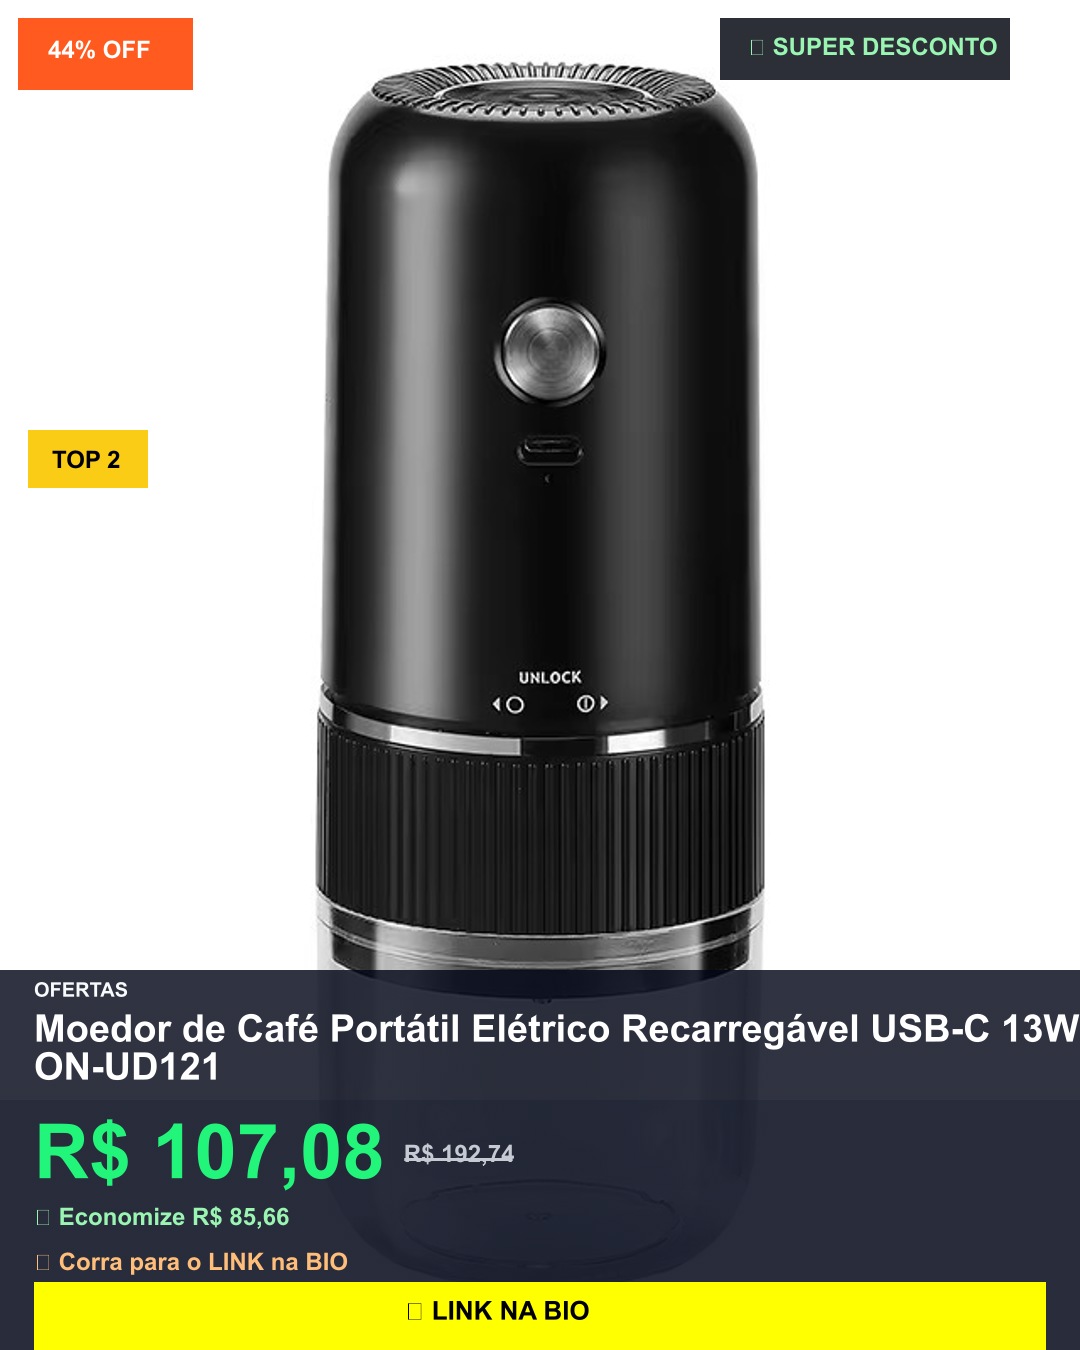 44% OFF
SUPER DESCONTO
TOP 2
UNLOCK
OFERTAS
Moedor de Café Portátil Elétrico Recarregável USB-C 13W
ON-UD121
R$ 107,08 R$ 192,74
Economize R$ 85,66
Corra para o LINK na BIO
LINK NA BIO